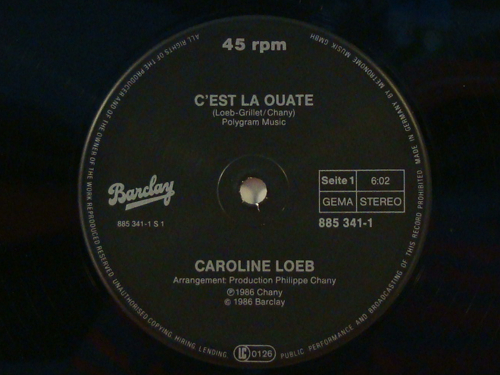 45 rpm
C'EST LA OUATE
(Loeb-Grillet/Chany)
Polygram Music
Barclay
885 341-1 S 1
Seite 1
6:02
GEMA
STEREO
885 341-1
CAROLINE LOEB
Arrangement: Production Philippe Chany
Ⓟ1986 Chany
© 1986 Barclay
LC 0126
ALL RIGHTS OF THE PRODUCER AND OF THE OWNER OF THE WORK REPRODUCED RESERVED. UNAUTHORISED COPYING HIRING LENDING PUBLIC PERFORMANCE AND BROADCASTING OF THIS RECORD PROHIBITED. MADE IN GERMANY BY METRONOME MUSIK GMBH